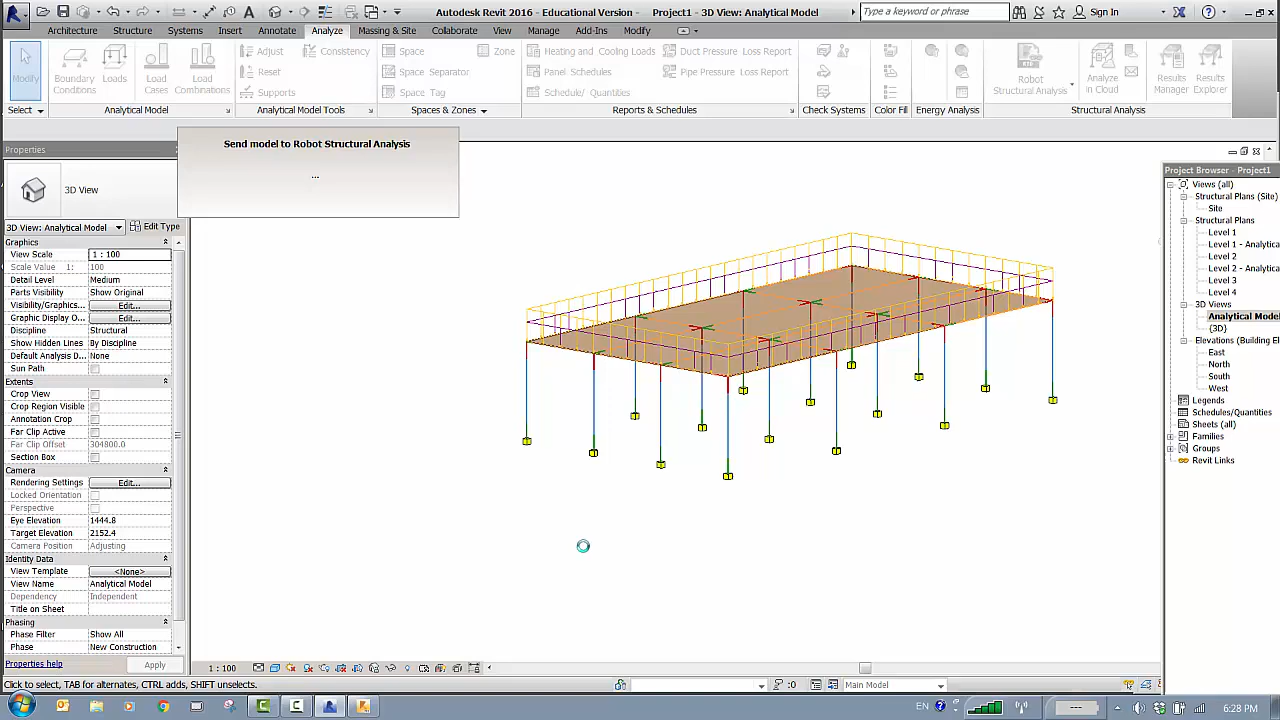 Autodesk Revit 2016 - Educational Version - Project1 - 3D View: Analytical Model
Type a keyword or phrase
Sign In
Architecture Structure Systems Insert Annotate Analyze Massing & Site Collaborate View Manage Add-Ins Modify
Modify
Boundary Conditions
Loads
Load Cases
Load Combinations
Adjust
Reset
Supports
Consistency
Space
Space Separator
Space Tag
Zone
Heating and Cooling Loads
Panel Schedules
Schedule/ Quantities
Duct Pressure Loss Report
Pipe Pressure Loss Report
Robot Structural Analysis
Analyze in Cloud
Results Manager
Results Explorer
Select
Analytical Model
Analytical Model Tools
Spaces & Zones
Reports & Schedules
Check Systems
Color Fill
Energy Analysis
Structural Analysis
Send model to Robot Structural Analysis
...
Properties
3D View
3D View: Analytical Model
Edit Type
Graphics
View Scale 1 : 100
Scale Value 1: 100
Detail Level Medium
Parts Visibility Show Original
Visibility/Graphics... Edit...
Graphic Display O... Edit...
Discipline Structural
Show Hidden Lines By Discipline
Default Analysis D... None
Sun Path
Extents
Crop View
Crop Region Visible
Annotation Crop
Far Clip Active
Far Clip Offset 304800.0
Section Box
Camera
Rendering Settings Edit...
Locked Orientation
Perspective
Eye Elevation 1444.8
Target Elevation 2152.4
Camera Position Adjusting
Identity Data
View Template <None>
View Name Analytical Model
Dependency Independent
Title on Sheet
Phasing
Phase Filter Show All
Phase New Construction
Properties help
Apply
Project Browser - Project1
Views (all)
Structural Plans (Site)
Site
Structural Plans
Level 1
Level 1 - Analytica
Level 2
Level 2 - Analytica
Level 3
Level 4
3D Views
Analytical Model
{3D}
Elevations (Building El
East
North
South
West
Legends
Schedules/Quantities
Sheets (all)
Families
Groups
Revit Links
1 : 100
Click to select, TAB for alternates, CTRL adds, SHIFT unselects.
:0
Main Model
EN
6:28 PM